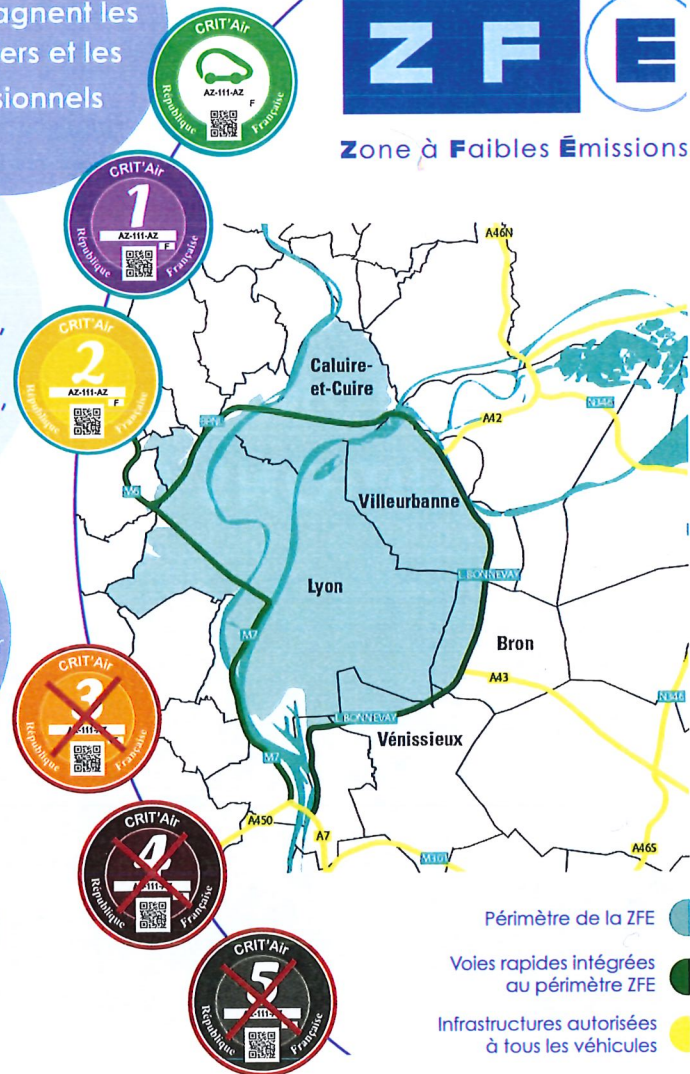 agnent les
ers et les
sionnels
ZFE
Zone à Faibles Émissions
CRIT'Air
AZ-111-AZ
F
République Française
CRIT'Air
1
AZ-111-AZ
F
République Française
CRIT'Air
2
AZ-111-AZ
F
République Française
CRIT'Air
3
République Française
CRIT'Air
4
République Française
CRIT'Air
5
République Française
A46N
Caluire-
et-Cuire
BPNL
A42
N346
M6
Villeurbanne
L.BONNEVAY
Lyon
M7
Bron
A43
N346
L.BONNEVAY
Vénissieux
M7
A450
A7
M301
A46S
Périmètre de la ZFE
Voies rapides intégrées
au périmètre ZFE
Infrastructures autorisées
à tous les véhicules